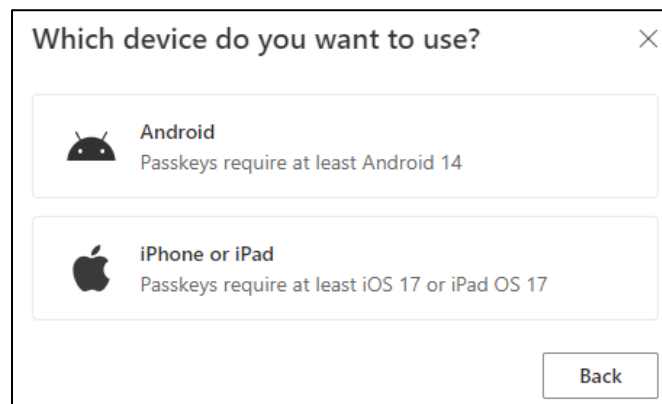 Which device do you want to use?
Android
Passkeys require at least Android 14
iPhone or iPad
Passkeys require at least iOS 17 or iPad OS 17
Back